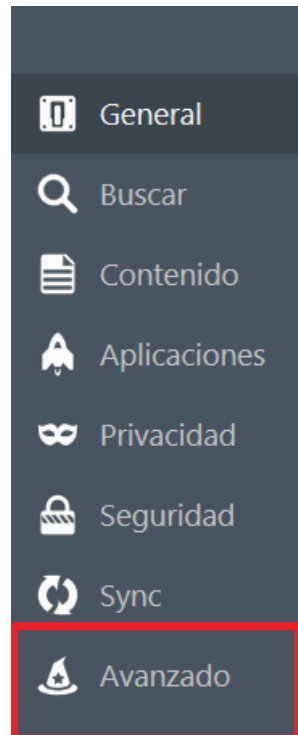 General
Buscar
Contenido
Aplicaciones
Privacidad
Seguridad
Sync
Avanzado